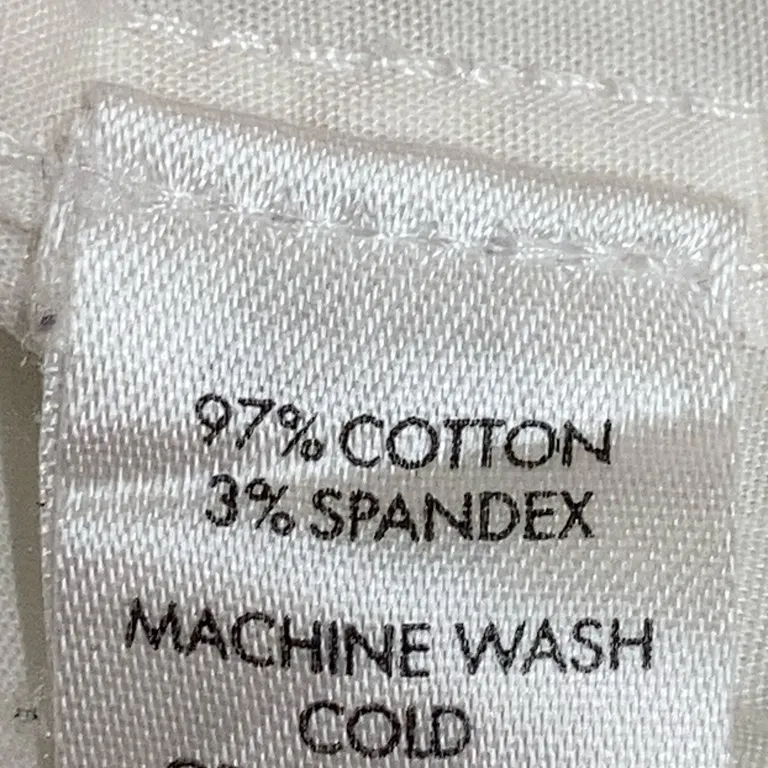 97% COTTON
3% SPANDEX
MACHINE WASH
COLD